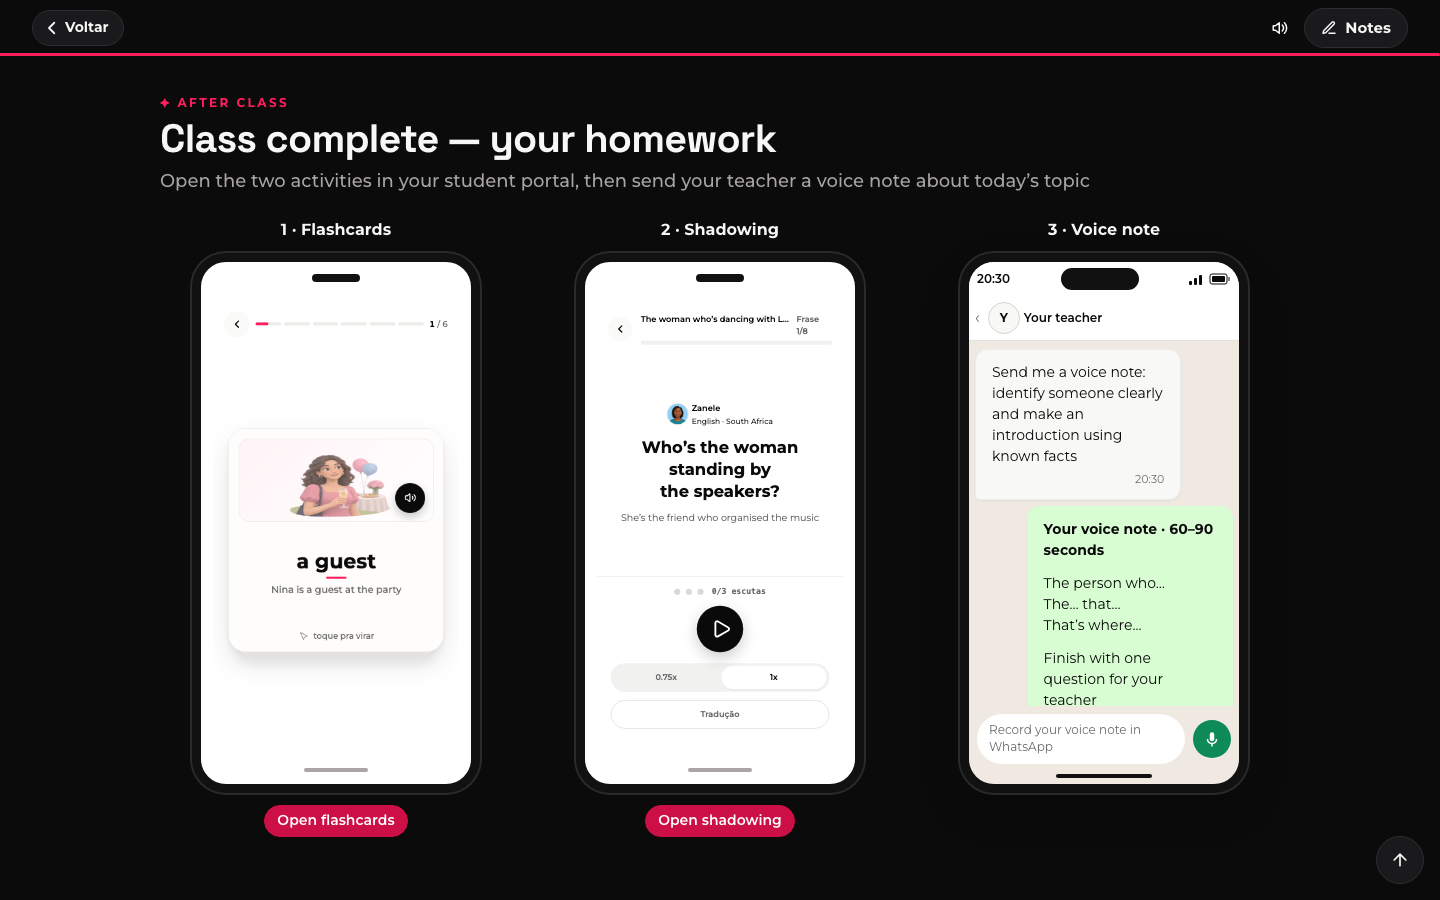 Voltar
Notes
AFTER CLASS
Class complete — your homework
Open the two activities in your student portal, then send your teacher a voice note about today's topic
1 · Flashcards
1 / 6
a guest
Nina is a guest at the party
toque pra virar
Open flashcards
2 · Shadowing
The woman who's dancing with L... Frase
1/8
Zanele
English · South Africa
Who's the woman
standing by
the speakers?
She's the friend who organised the music
0/3 escutas
0.75x 1x
Tradução
Open shadowing
3 · Voice note
20:30
Y Your teacher
Send me a voice note:
identify someone clearly
and make an
introduction using
known facts
20:30
Your voice note · 60–90
seconds
The person who...
The... that...
That's where...
Finish with one
question for your
teacher
Record your voice note in
WhatsApp